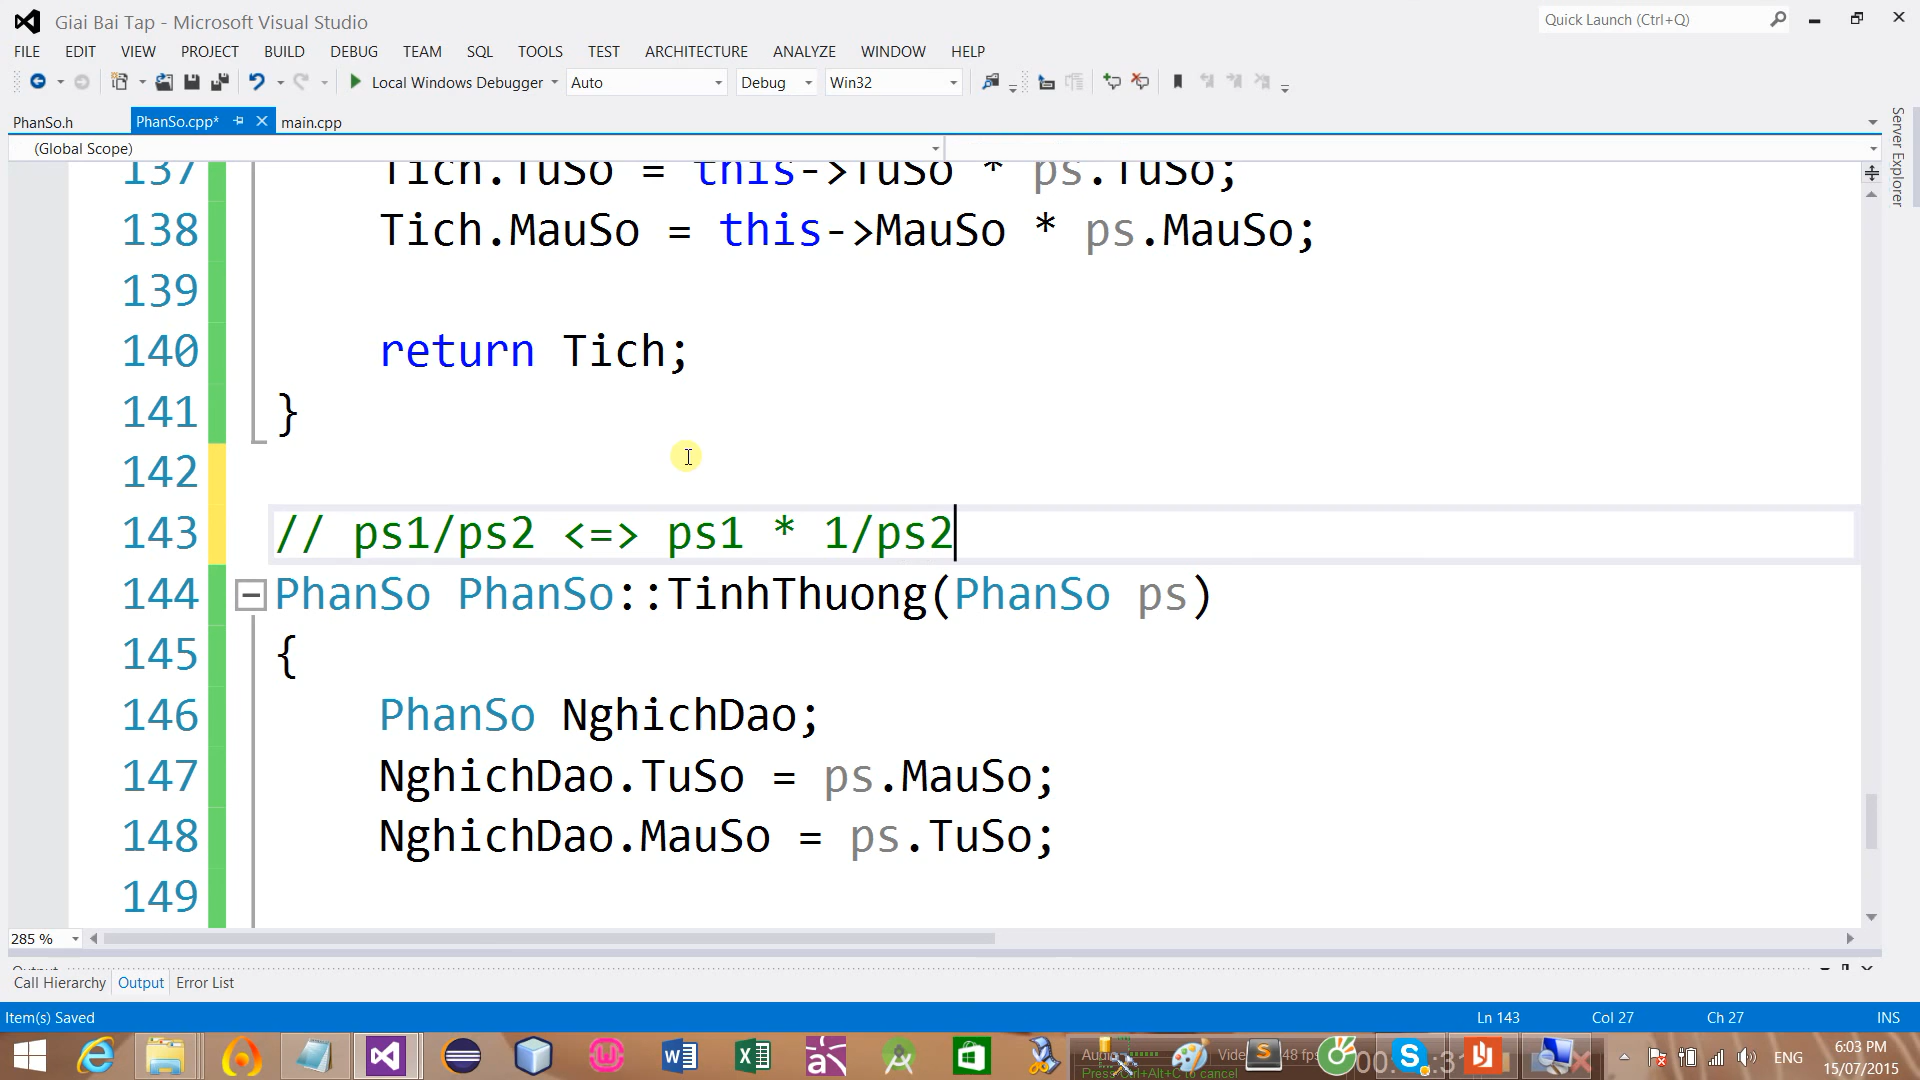 Giai Bai Tap - Microsoft Visual Studio
Quick Launch (Ctrl+Q)
FILE EDIT VIEW PROJECT BUILD DEBUG TEAM SQL TOOLS TEST ARCHITECTURE ANALYZE WINDOW HELP
Local Windows Debugger Auto Debug Win32
PhanSo.h PhanSo.cpp* main.cpp
(Global Scope)
Server Explorer
137 Tich.TuSo = this->TuSo * ps.TuSo;
138 Tich.MauSo = this->MauSo * ps.MauSo;
139
140 return Tich;
141 }
142
143 // ps1/ps2 <=> ps1 * 1/ps2
144 PhanSo PhanSo::TinhThuong(PhanSo ps)
145 {
146 PhanSo NghichDao;
147 NghichDao.TuSo = ps.MauSo;
148 NghichDao.MauSo = ps.TuSo;
149
285 %
Call Hierarchy Output Error List
Item(s) Saved Ln 143 Col 27 Ch 27 INS
ENG
6:03 PM
15/07/2015
Press Ctrl+Alt+C to cancel